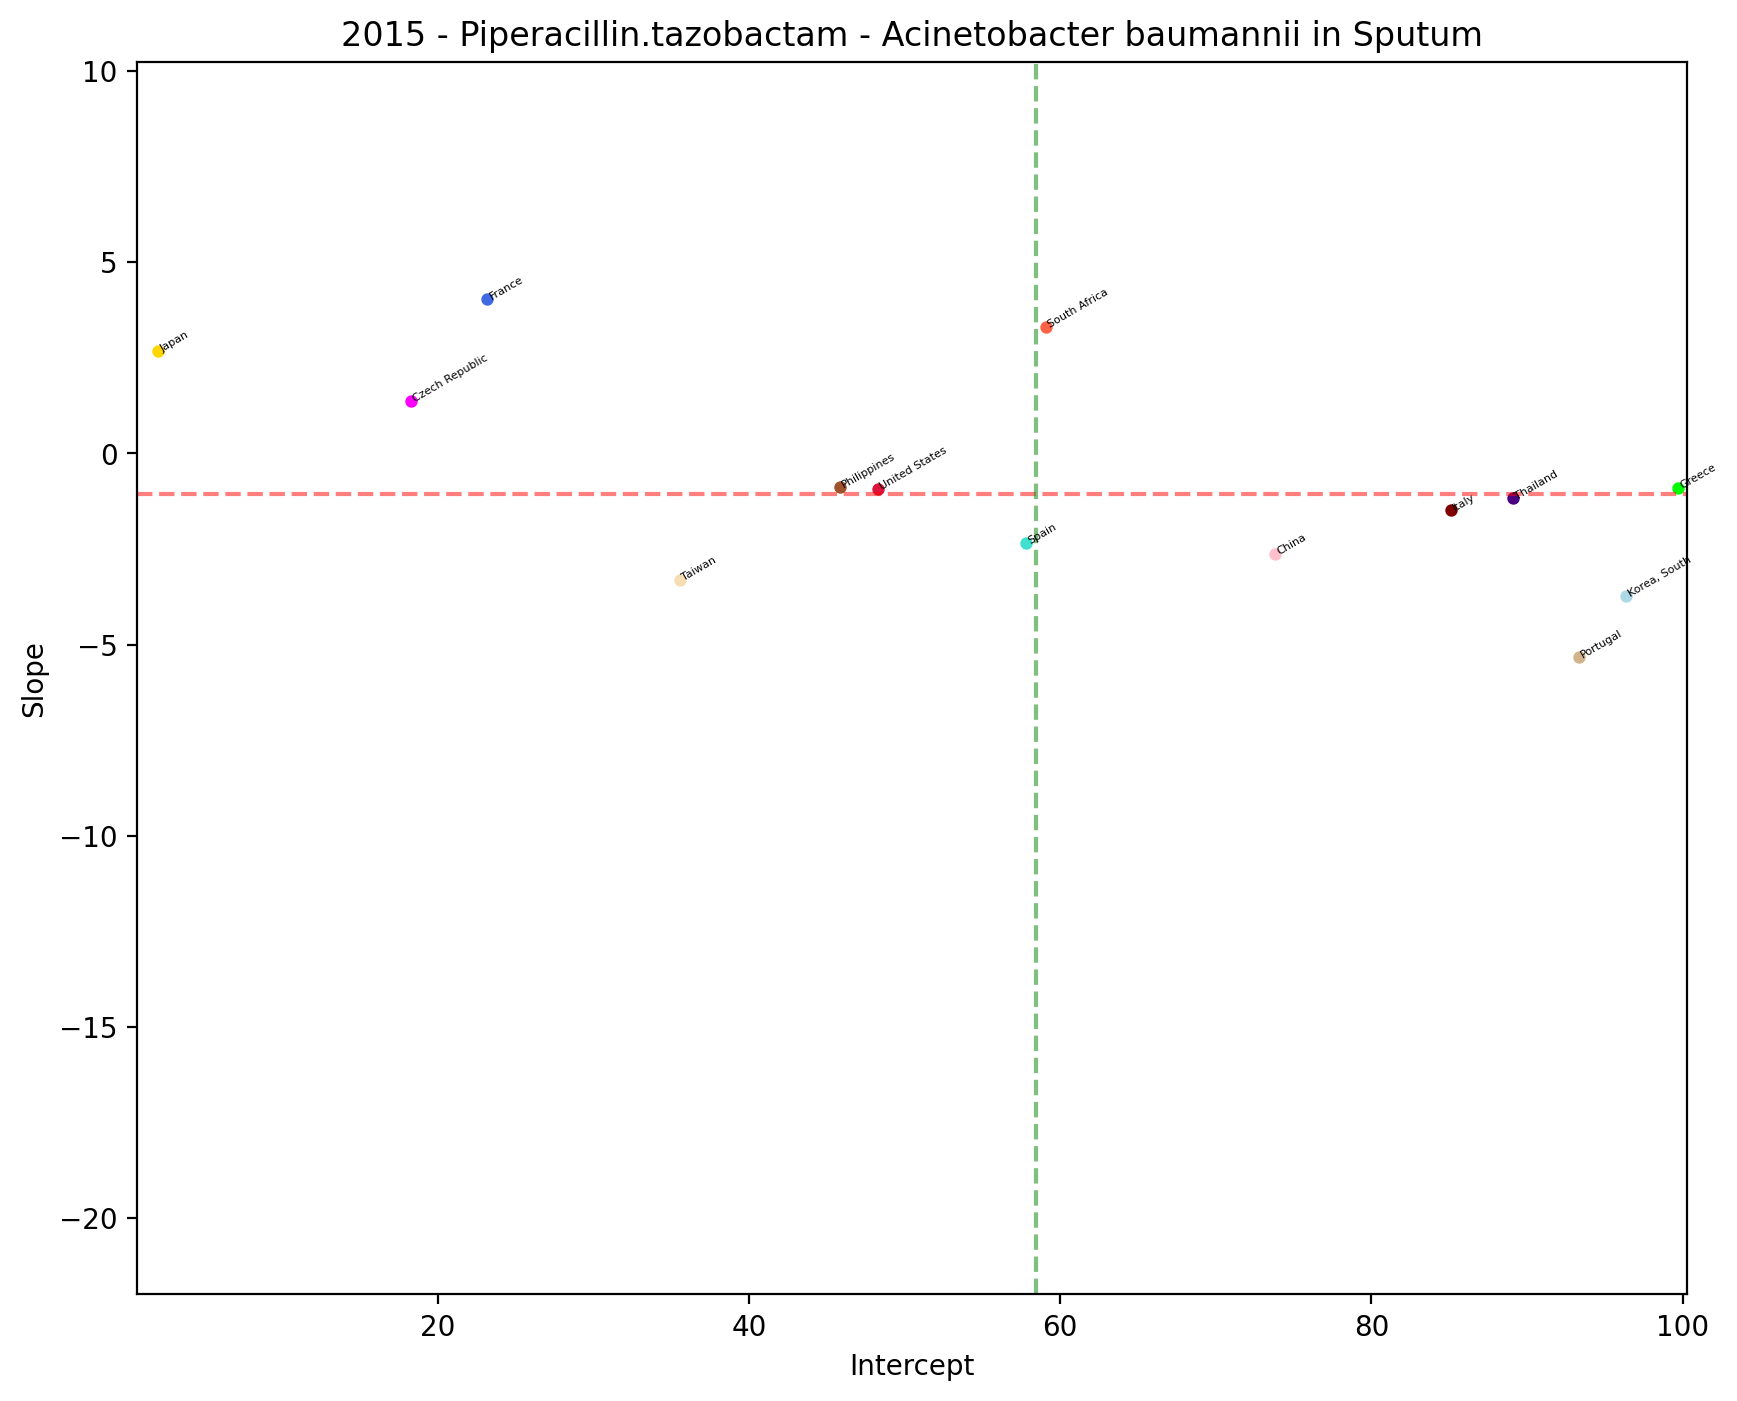 2015 - Piperacillin.tazobactam - Acinetobacter baumannii in Sputum
10
5
0
−5
−10
−15
−20
Slope
France
South Africa
Japan
Czech Republic
Philippines
United States
Greece
Thailand
Italy
Spain
China
Taiwan
Korea, South
Portugal
20
40
60
80
100
Intercept